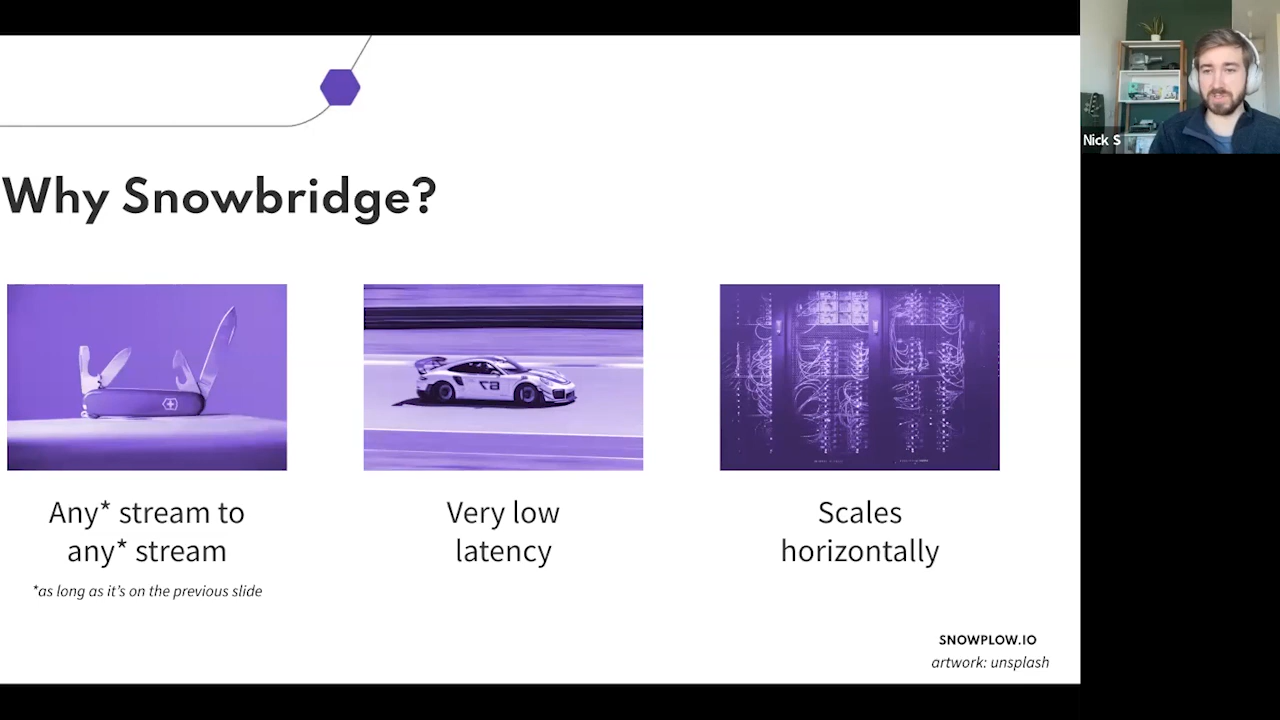 Nick S
Why Snowbridge?
Any* stream to
any* stream
*as long as it's on the previous slide
Very low
latency
Scales
horizontally
SNOWPLOW.IO
artwork: unsplash